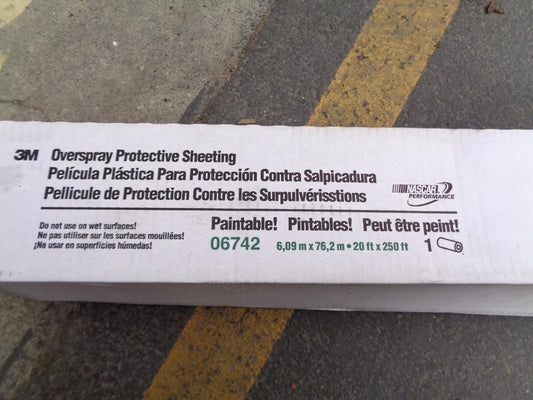 3M Overspray Protective Sheeting
Película Plástica Para Protección Contra Salpicadura
Pellicule de Protection Contre les Surpulvérisstions
NASCAR
PERFORMANCE
Do not use on wet surfaces!
Ne pas utiliser sur les surfaces mouillées!
¡No usar en superficies húmedas!
Paintable! Pintables! Peut être peint!
06742 6,09 m x 76,2 m • 20 ft x 250 ft 1